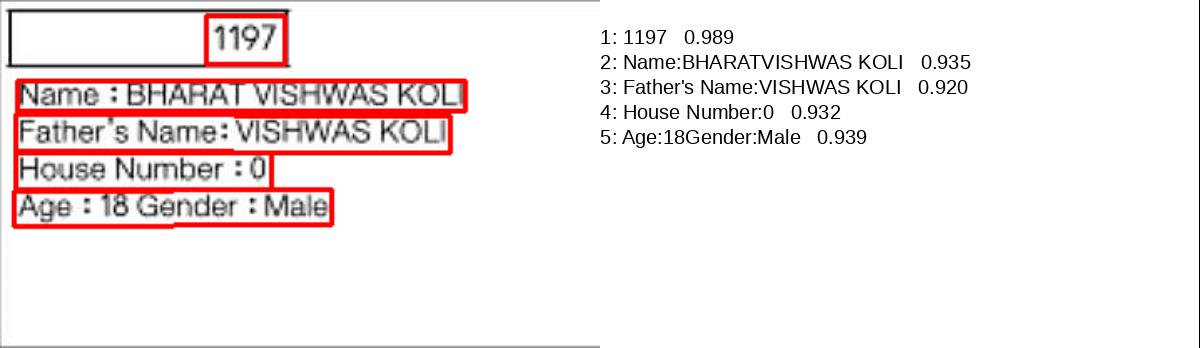 1197
Name : BHARAT VISHWAS KOLI
Father's Name: VISHWAS KOLI
House Number : 0
Age : 18 Gender : Male
1: 1197 0.989
2: Name:BHARATVISHWAS KOLI 0.935
3: Father's Name:VISHWAS KOLI 0.920
4: House Number:0 0.932
5: Age:18Gender:Male 0.939